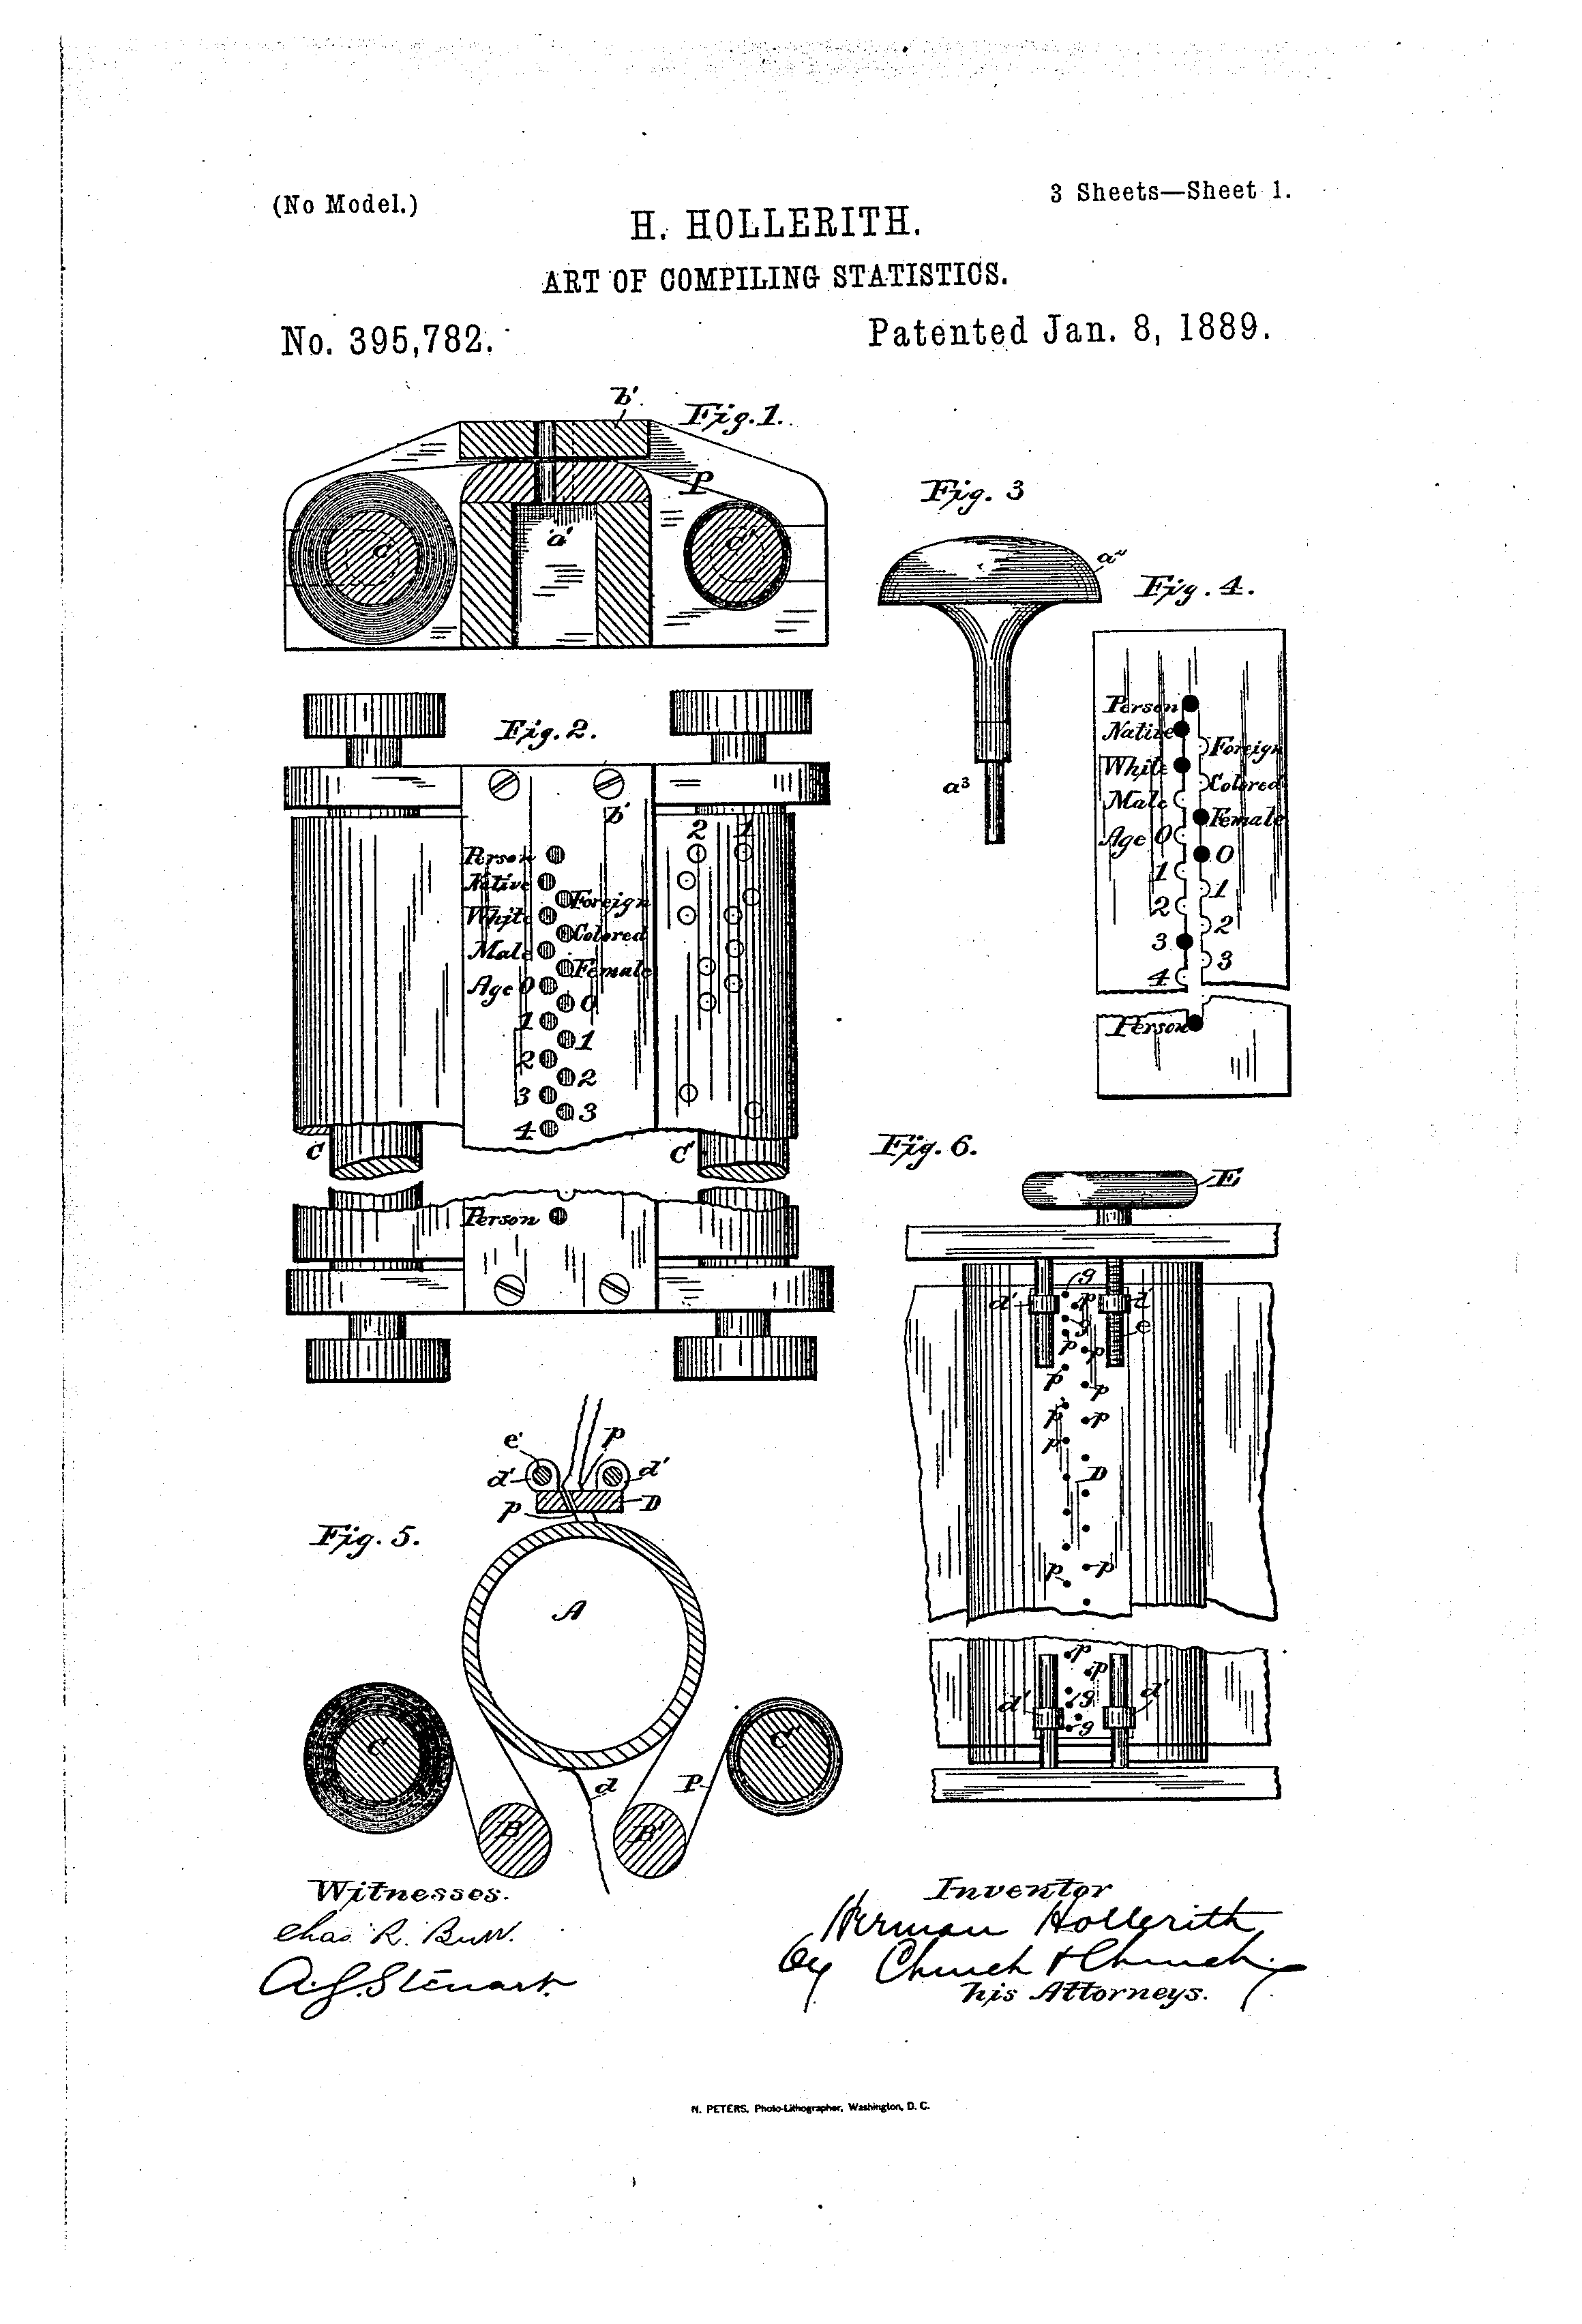 (No Model.)
3 Sheets—Sheet 1.
H. HOLLERITH.
ART OF COMPILING STATISTICS.
No. 395,782.
Patented Jan. 8, 1889.
Fig. 1.
b'
P
C
a'
C'
Fig. 2.
b'
2 1
Person
Native
Foreign
White
Colored
Male
Female
Age 0
0
1
1
2
2
3
3
4
C
C'
Person
Fig. 3
a"
a³
Fig. 4.
Person
Native
Foreign
White
Colored
Male
Female
Age 0
0
1
1
2
2
3
3
4
Person
Fig. 5.
e
p
d'
d'
p
D
A
C
C'
d
P
B
B'
Fig. 6.
E
g
d'
p
d'
g
e
p
p
p
p
p
p
p
D
p
p
p
p
d'
g
d'
g
Witnesses.
Chas. R. Burr.
A. J. Stewart.
Inventor
Herman Hollerith
by Church & Church
his Attorneys.
N. PETERS, Photo-Lithographer, Washington, D. C.